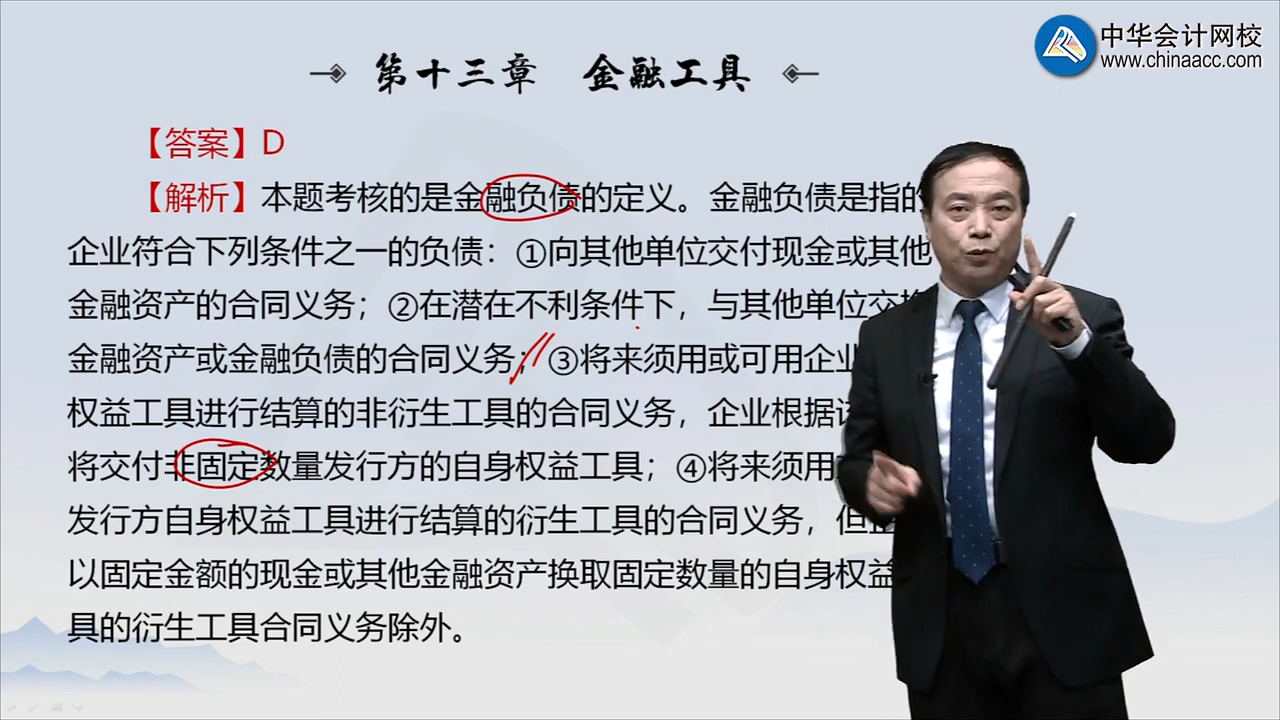 中华会计网校
www.chinaacc.com
第十三章 金融工具
【答案】D
【解析】本题考核的是金融负债的定义。金融负债是指的
企业符合下列条件之一的负债：①向其他单位交付现金或其他
金融资产的合同义务；②在潜在不利条件下，与其他单位交换
金融资产或金融负债的合同义务；③将来须用或可用企业
权益工具进行结算的非衍生工具的合同义务，企业根据该
将交付非固定数量发行方的自身权益工具；④将来须用
发行方自身权益工具进行结算的衍生工具的合同义务，但企
以固定金额的现金或其他金融资产换取固定数量的自身权益
具的衍生工具合同义务除外。